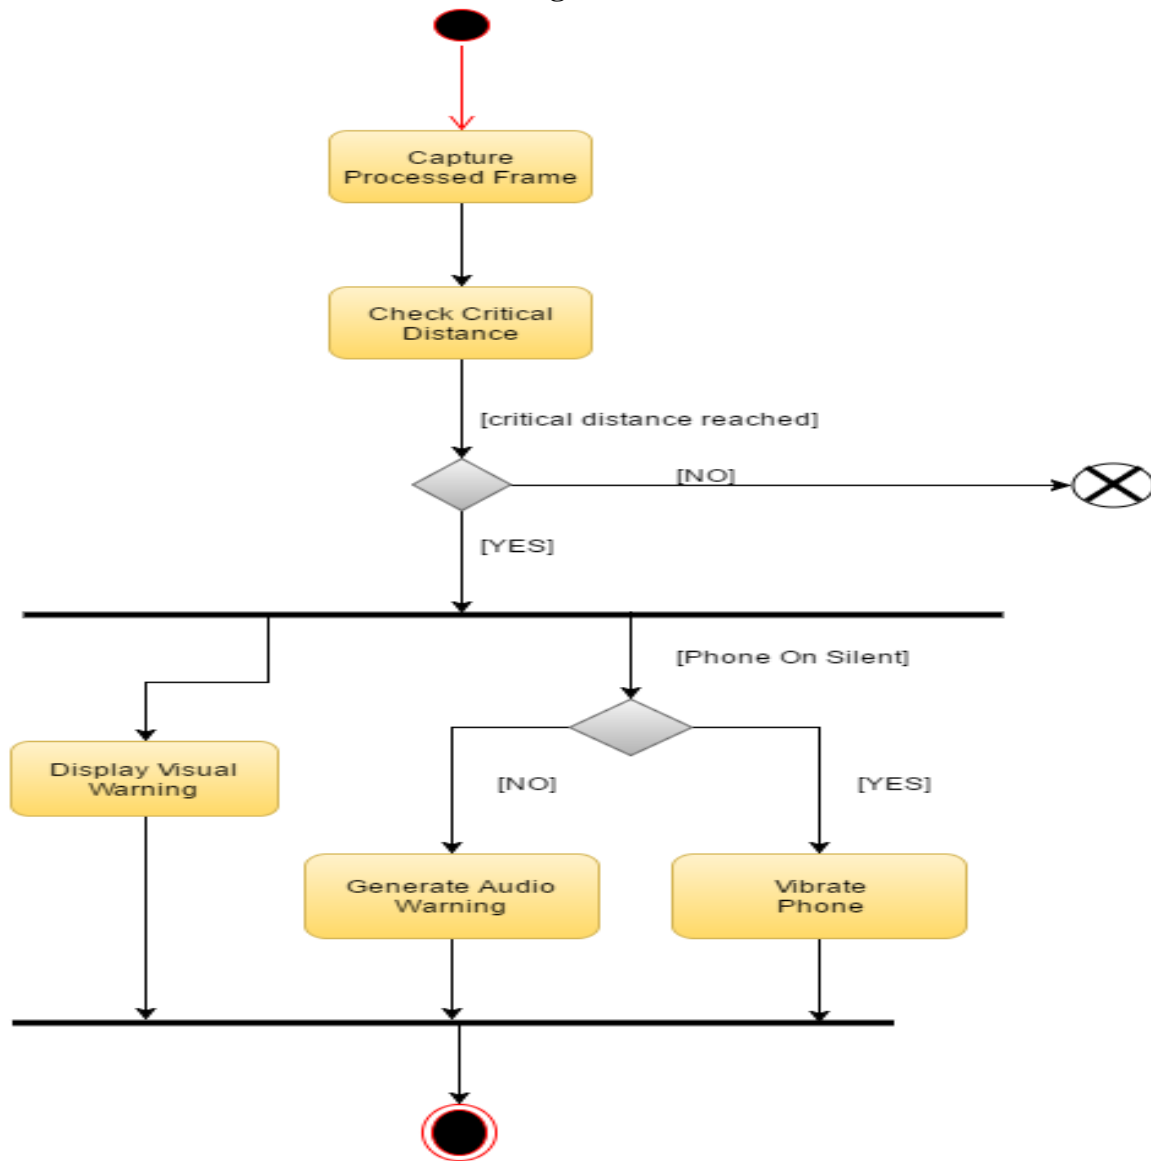 Capture
Processed Frame
Check Critical
Distance
[critical distance reached]
[NO]
[YES]
[Phone On Silent]
Display Visual
Warning
[NO]
[YES]
Generate Audio
Warning
Vibrate
Phone